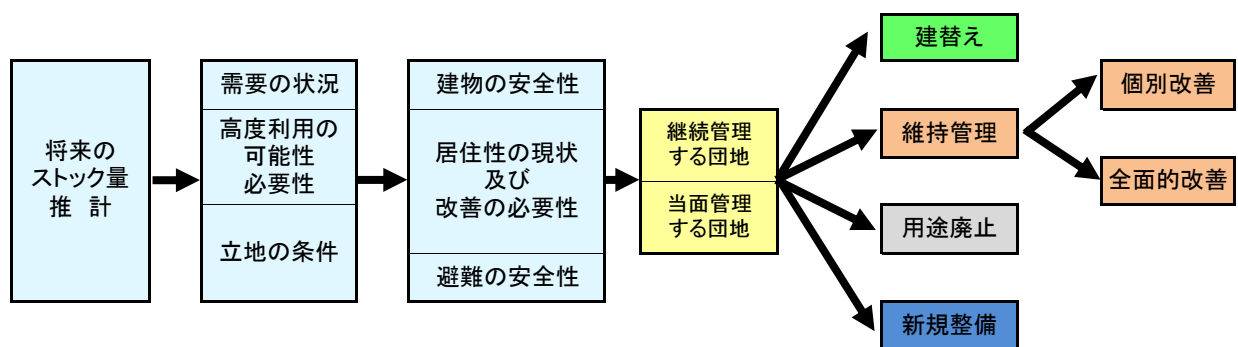 将来の
ストック量
推 計
需要の状況
高度利用の
可能性
必要性
立地の条件
建物の安全性
居住性の現状
及び
改善の必要性
避難の安全性
継続管理
する団地
当面管理
する団地
建替え
維持管理
用途廃止
新規整備
個別改善
全面的改善